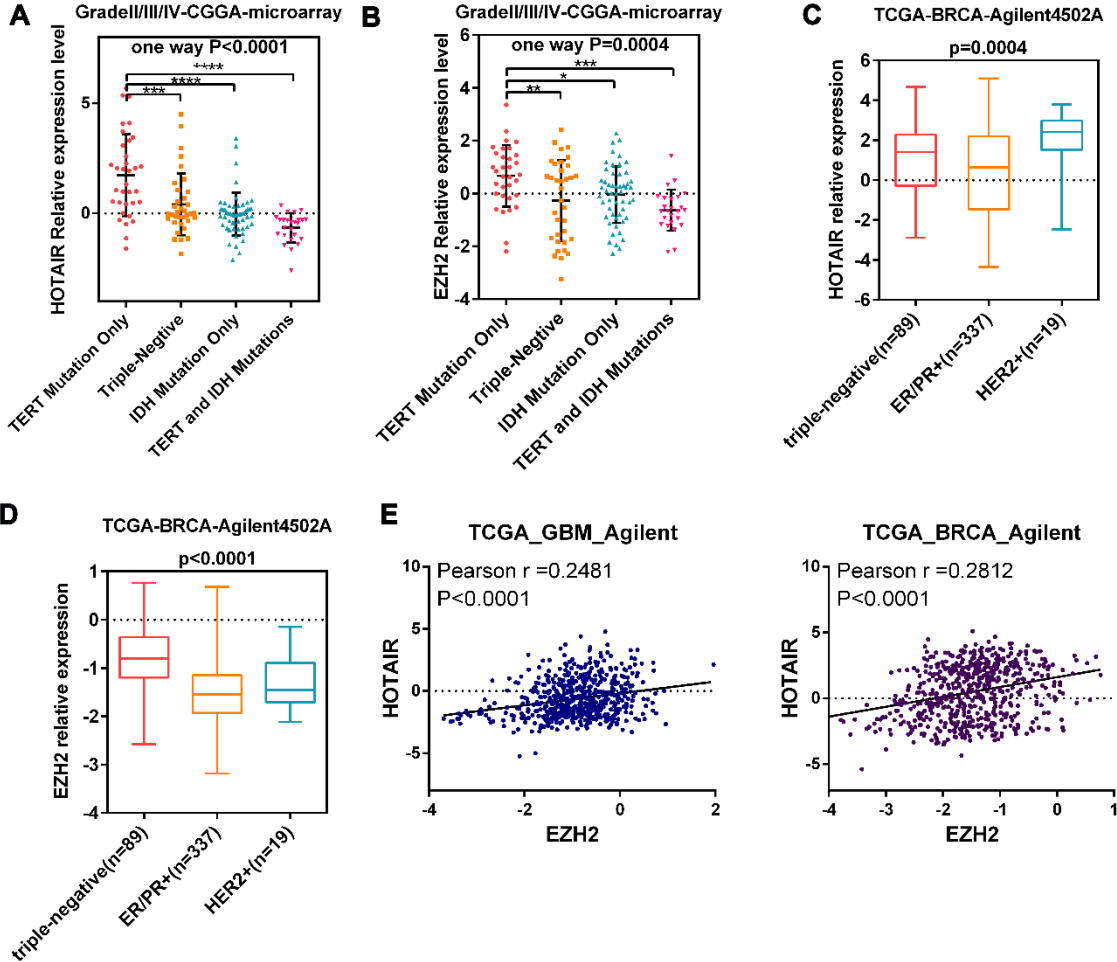 A
GradeII/III/IV-CGGA-microarray
one way P<0.0001
****
****
***
HOTAIR Relative expression level
5
0
TERT Mutation Only
Triple-Negtive
IDH Mutation Only
TERT and IDH Mutations
B
GradeII/III/IV-CGGA-microarray
one way P=0.0004
***
*
**
EZH2 Relative expression level
6
4
2
0
-2
-4
TERT Mutation Only
Triple-Negtive
IDH Mutation Only
TERT and IDH Mutations
C
TCGA-BRCA-Agilent4502A
p=0.0004
HOTAIR relative expression
6
4
2
0
-2
-4
-6
triple-negative(n=89)
ER/PR+(n=337)
HER2+(n=19)
D
TCGA-BRCA-Agilent4502A
p<0.0001
EZH2 relative expression
1
0
-1
-2
-3
-4
triple-negative(n=89)
ER/PR+(n=337)
HER2+(n=19)
E
TCGA_GBM_Agilent
Pearson r =0.2481
P<0.0001
HOTAIR
10
5
0
-5
-4
-2
0
2
EZH2
TCGA_BRCA_Agilent
Pearson r =0.2812
P<0.0001
HOTAIR
10
5
0
-5
-4
-3
-2
-1
0
1
EZH2